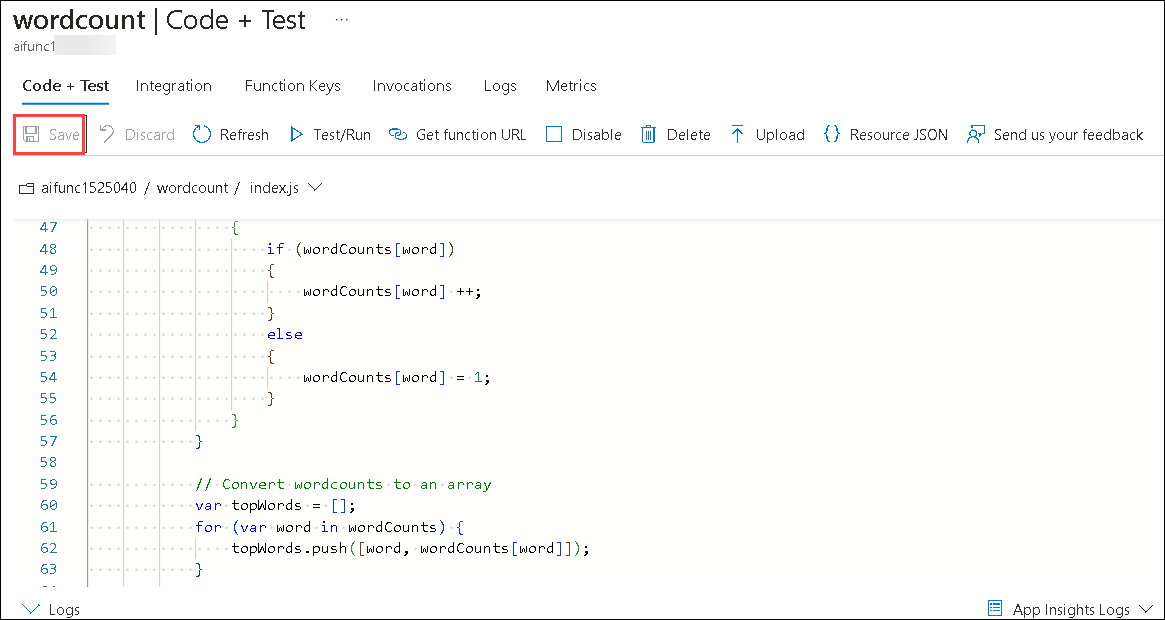 wordcount | Code + Test ...
aifunc1
Code + Test Integration Function Keys Invocations Logs Metrics
Save Discard Refresh Test/Run Get function URL Disable Delete Upload {} Resource JSON Send us your feedback
aifunc1525040 / wordcount / index.js
47 {
48 if (wordCounts[word])
49 {
50 wordCounts[word] ++;
51 }
52 else
53 {
54 wordCounts[word] = 1;
55 }
56 }
57 }
58
59 // Convert wordcounts to an array
60 var topWords = [];
61 for (var word in wordCounts) {
62 topWords.push([word, wordCounts[word]]);
63 }
Logs App Insights Logs